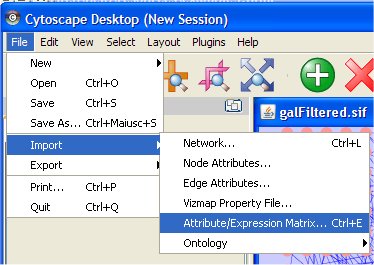 Cytoscape Desktop (New Session)
File Edit View Select Layout Plugins Help
New
Open Ctrl+O
Save Ctrl+S
Save As... Ctrl+Maiusc+S
Import
Export
Print... Ctrl+P
Quit Ctrl+Q
galFiltered.sif
Network... Ctrl+L
Node Attributes...
Edge Attributes...
Vizmap Property File...
Attribute/Expression Matrix... Ctrl+E
Ontology